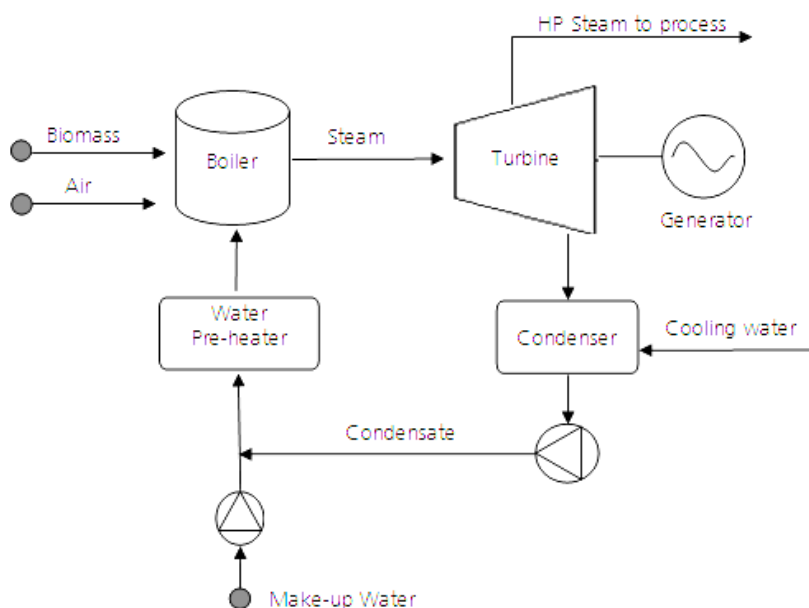 HP Steam to process
Biomass
Boiler
Steam
Turbine
Air
Generator
Water
Pre-heater
Condenser
Cooling water
Condensate
Make-up Water